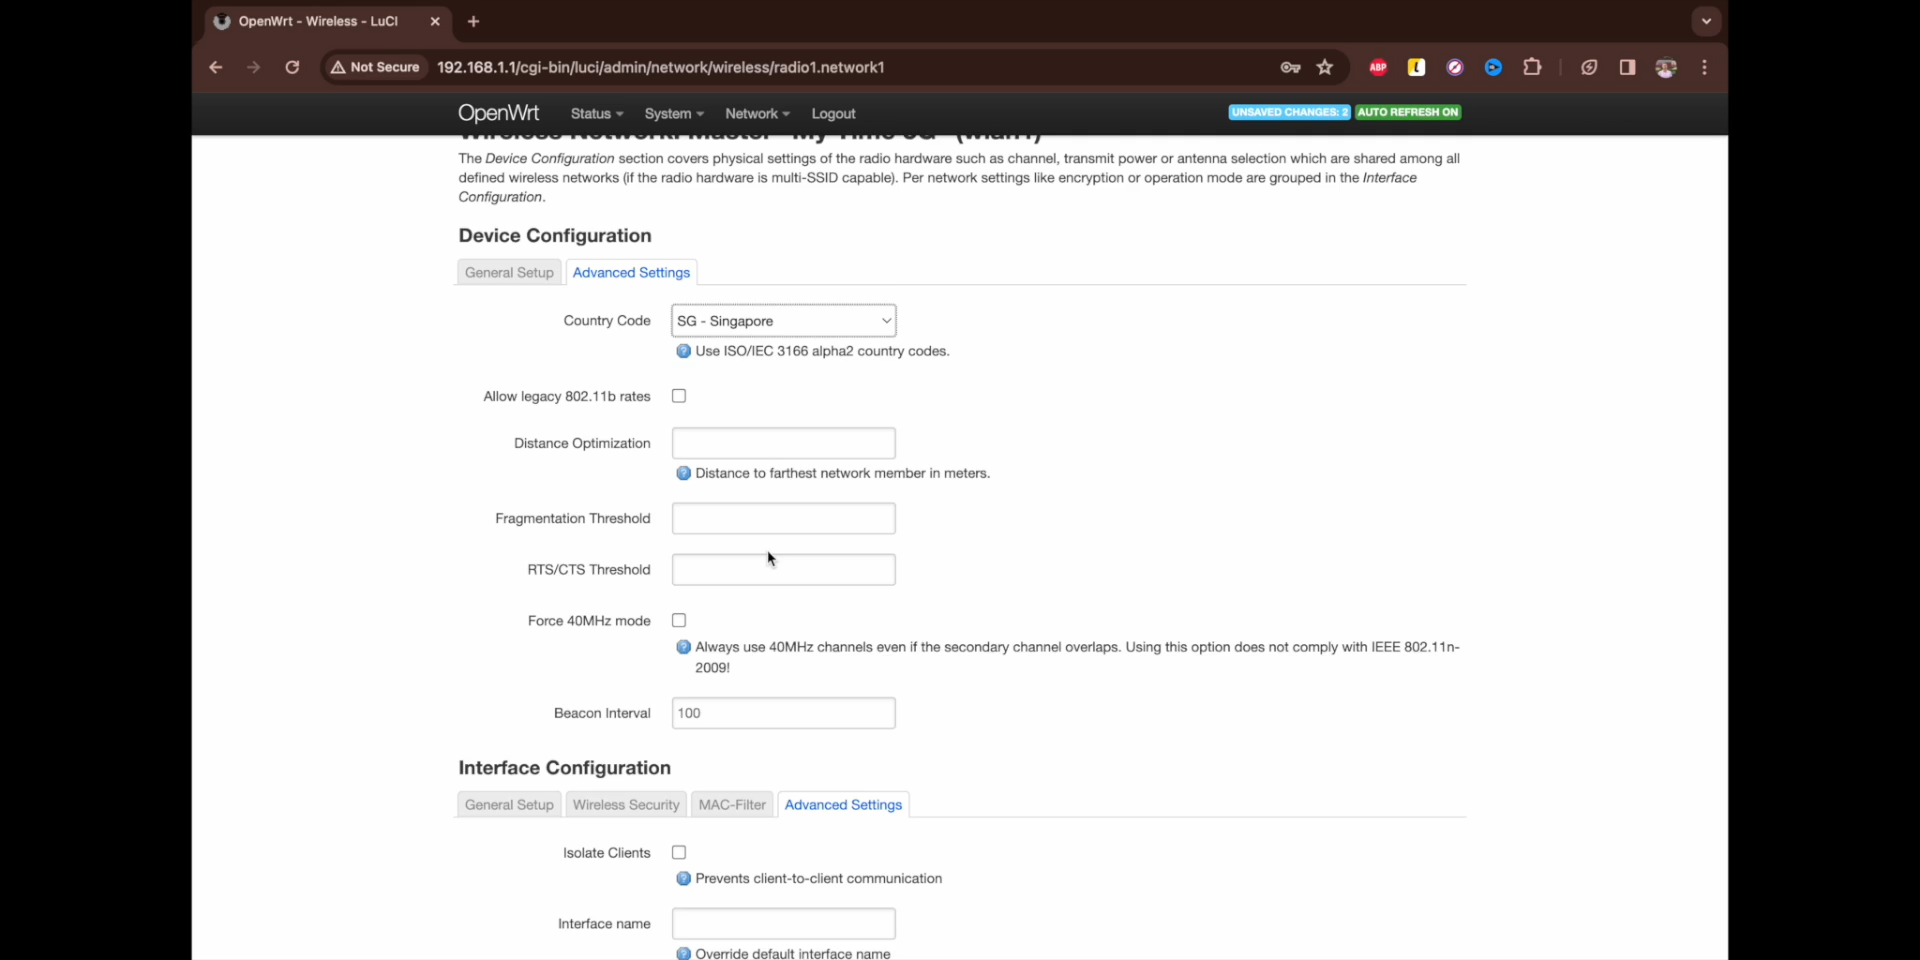 OpenWrt - Wireless - LuCI
Not Secure 192.168.1.1/cgi-bin/luci/admin/network/wireless/radio1.network1
ABP
OpenWrt Status System Network Logout UNSAVED CHANGES: 2 AUTO REFRESH ON
Wireless Network: Master
The Device Configuration section covers physical settings of the radio hardware such as channel, transmit power or antenna selection which are shared among all
defined wireless networks (if the radio hardware is multi-SSID capable). Per network settings like encryption or operation mode are grouped in the Interface
Configuration.
Device Configuration
General Setup Advanced Settings
Country Code SG - Singapore
Use ISO/IEC 3166 alpha2 country codes.
Allow legacy 802.11b rates
Distance Optimization
Distance to farthest network member in meters.
Fragmentation Threshold
RTS/CTS Threshold
Force 40MHz mode
Always use 40MHz channels even if the secondary channel overlaps. Using this option does not comply with IEEE 802.11n-
2009!
Beacon Interval 100
Interface Configuration
General Setup Wireless Security MAC-Filter Advanced Settings
Isolate Clients
Prevents client-to-client communication
Interface name
Override default interface name